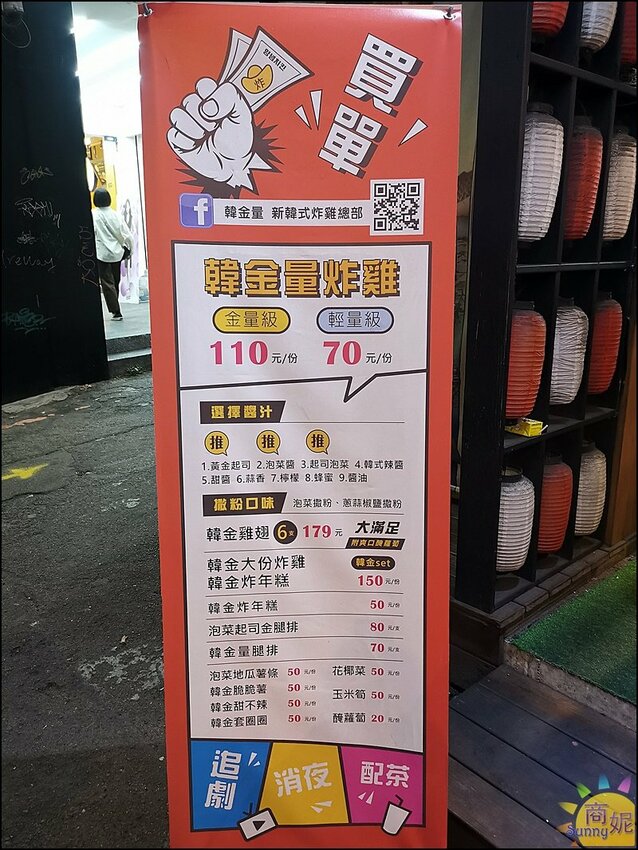 炸
買單
f 韓金量 新韓式炸雞總部
韓金量炸雞
金量級 輕量級
110元/份 70元/份
選擇醬汁
推 推 推
1.黃金起司 2.泡菜醬 3.起司泡菜 4.韓式辣醬
5.甜醬 6.蒜香 7.檸檬 8.蜂蜜 9.醬油
撒粉口味 泡菜撒粉、蔥蒜椒鹽撒粉
韓金雞翅 6支 179元 大滿足
附爽口醃蘿蔔
韓金大份炸雞 韓金set
韓金炸年糕 150元/份
韓金炸年糕 50元/份
泡菜起司金腿排 80元/支
韓金量腿排 70元/支
泡菜地瓜薯條 50元/份 花椰菜 50元/份
韓金脆脆薯 50元/份 玉米筍 50元/份
韓金甜不辣 50元/份
韓金套圈圈 50元/份 醃蘿蔔 20元/份
追劇 消夜 配茶
商妮
Sunny